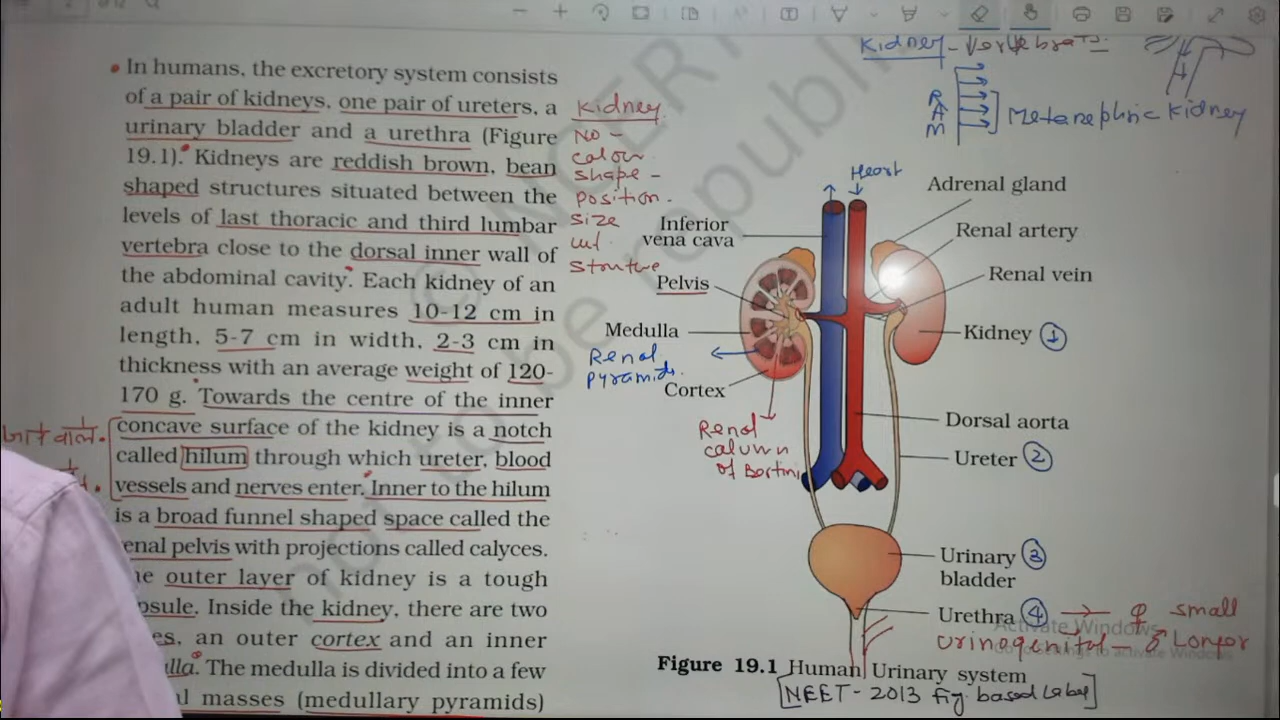 In humans, the excretory system consists
of a pair of kidneys, one pair of ureters, a
urinary bladder and a urethra (Figure
19.1). Kidneys are reddish brown, bean
shaped structures situated between the
levels of last thoracic and third lumbar
vertebra close to the dorsal inner wall of
the abdominal cavity. Each kidney of an
adult human measures 10-12 cm in
length, 5-7 cm in width, 2-3 cm in
thickness with an average weight of 120-
170 g. Towards the centre of the inner
concave surface of the kidney is a notch
called hilum through which ureter, blood
vessels and nerves enter. Inner to the hilum
is a broad funnel shaped space called the
enal pelvis with projections called calyces.
outer layer of kidney is a tough
psule. Inside the kidney, there are two
es, an outer cortex and an inner
ulla. The medulla is divided into a few
l masses (medullary pyramids)
Kidney
No -
colour
shape -
position -
size
wt
Kidney - Vertebrats
R
A
M
Metanephric Kidney
Heart
Adrenal gland
Renal artery
Renal vein
Kidney 1
Dorsal aorta
Ureter 2
Urinary 3
bladder
Urethra 4 → ♀ small
urinogenital - ♂ Longer
Inferior
vena cava
Pelvis
Medulla
Renal
pyramids.
Cortex
Renal
of Bertini
Figure 19.1 Human Urinary system
[NEET - 2013 fig. based Label]
Activate Windows
© NCERT
not to be republi